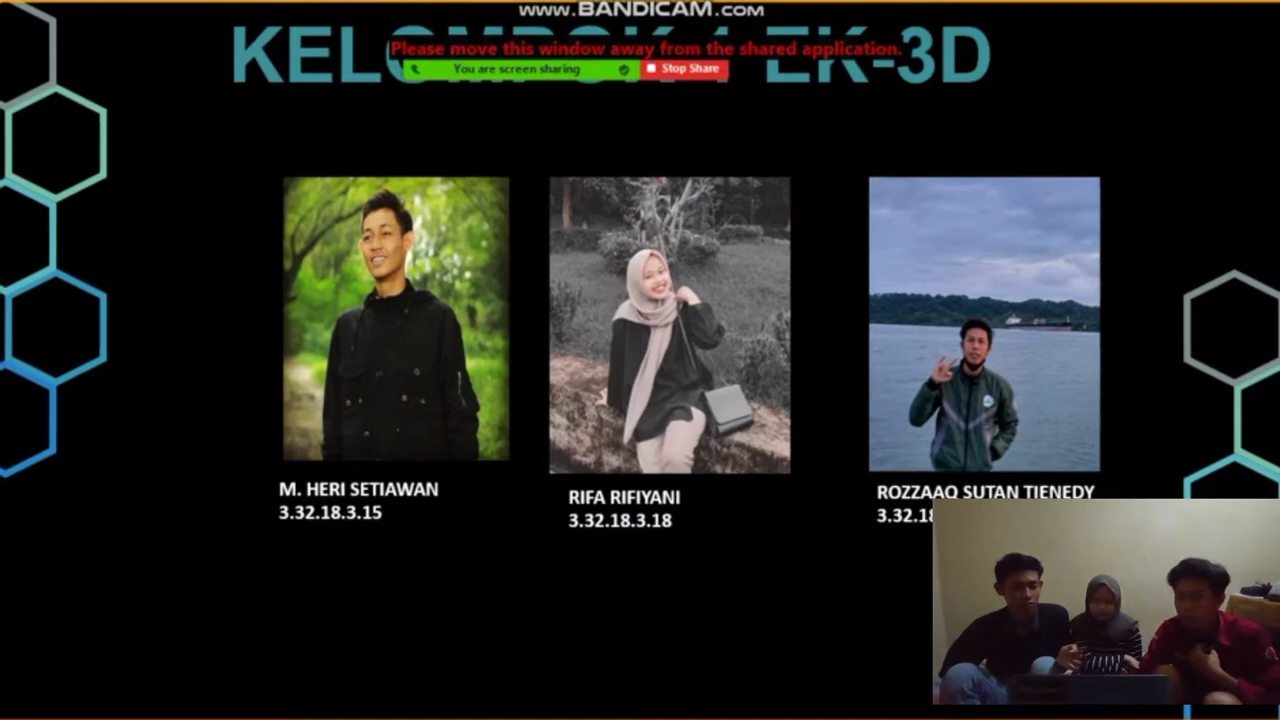 WWW.BANDICAM.COM
KELOMPOK 1 EK-3D
Please move this window away from the shared application.
You are screen sharing
Stop Share
M. HERI SETIAWAN
3.32.18.3.15
RIFA RIFIYANI
3.32.18.3.18
ROZZAAQ SUTAN TIENEDY
3.32.18